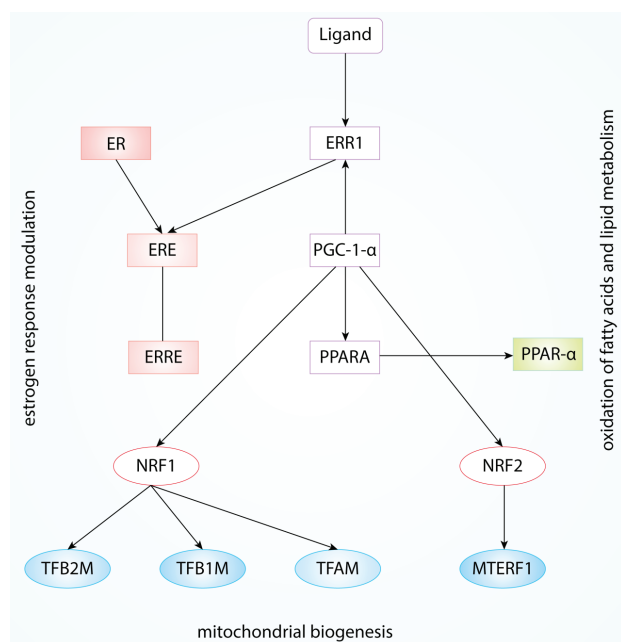 Ligand
ER
ERR1
ERE
PGC-1-α
ERRE
PPARA
PPAR-α
estrogen response modulation
oxidation of fatty acids and lipid metabolism
NRF1
NRF2
TFB2M
TFB1M
TFAM
MTERF1
mitochondrial biogenesis